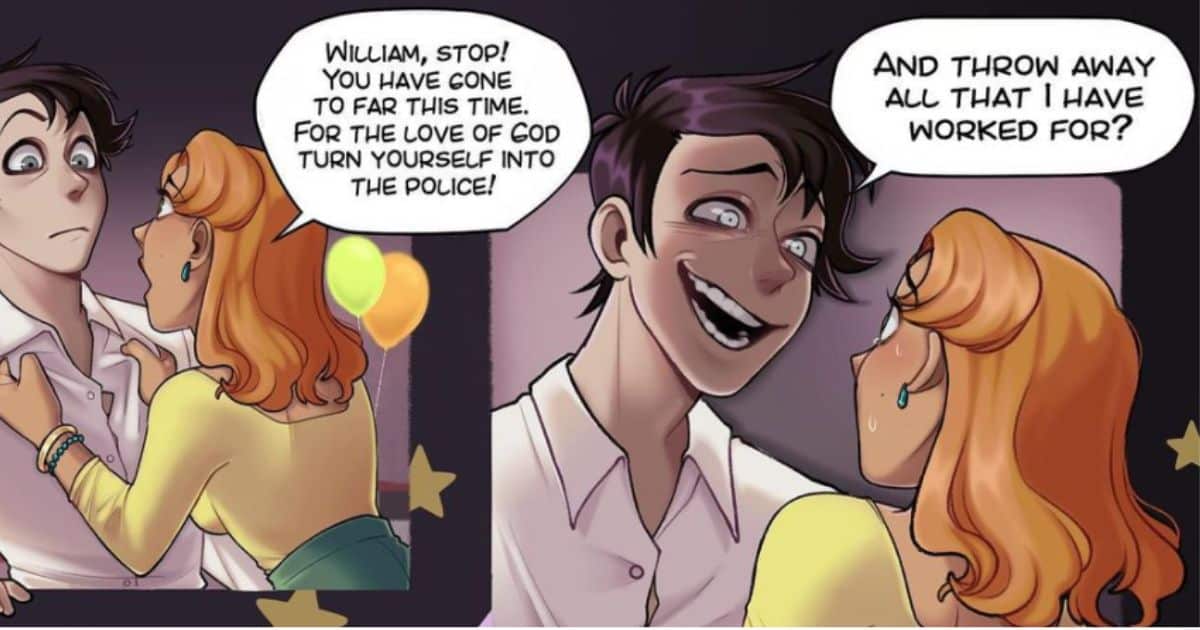 WILLIAM, STOP!
YOU HAVE GONE
TO FAR THIS TIME.
FOR THE LOVE OF GOD
TURN YOURSELF INTO
THE POLICE!
AND THROW AWAY
ALL THAT I HAVE
WORKED FOR?